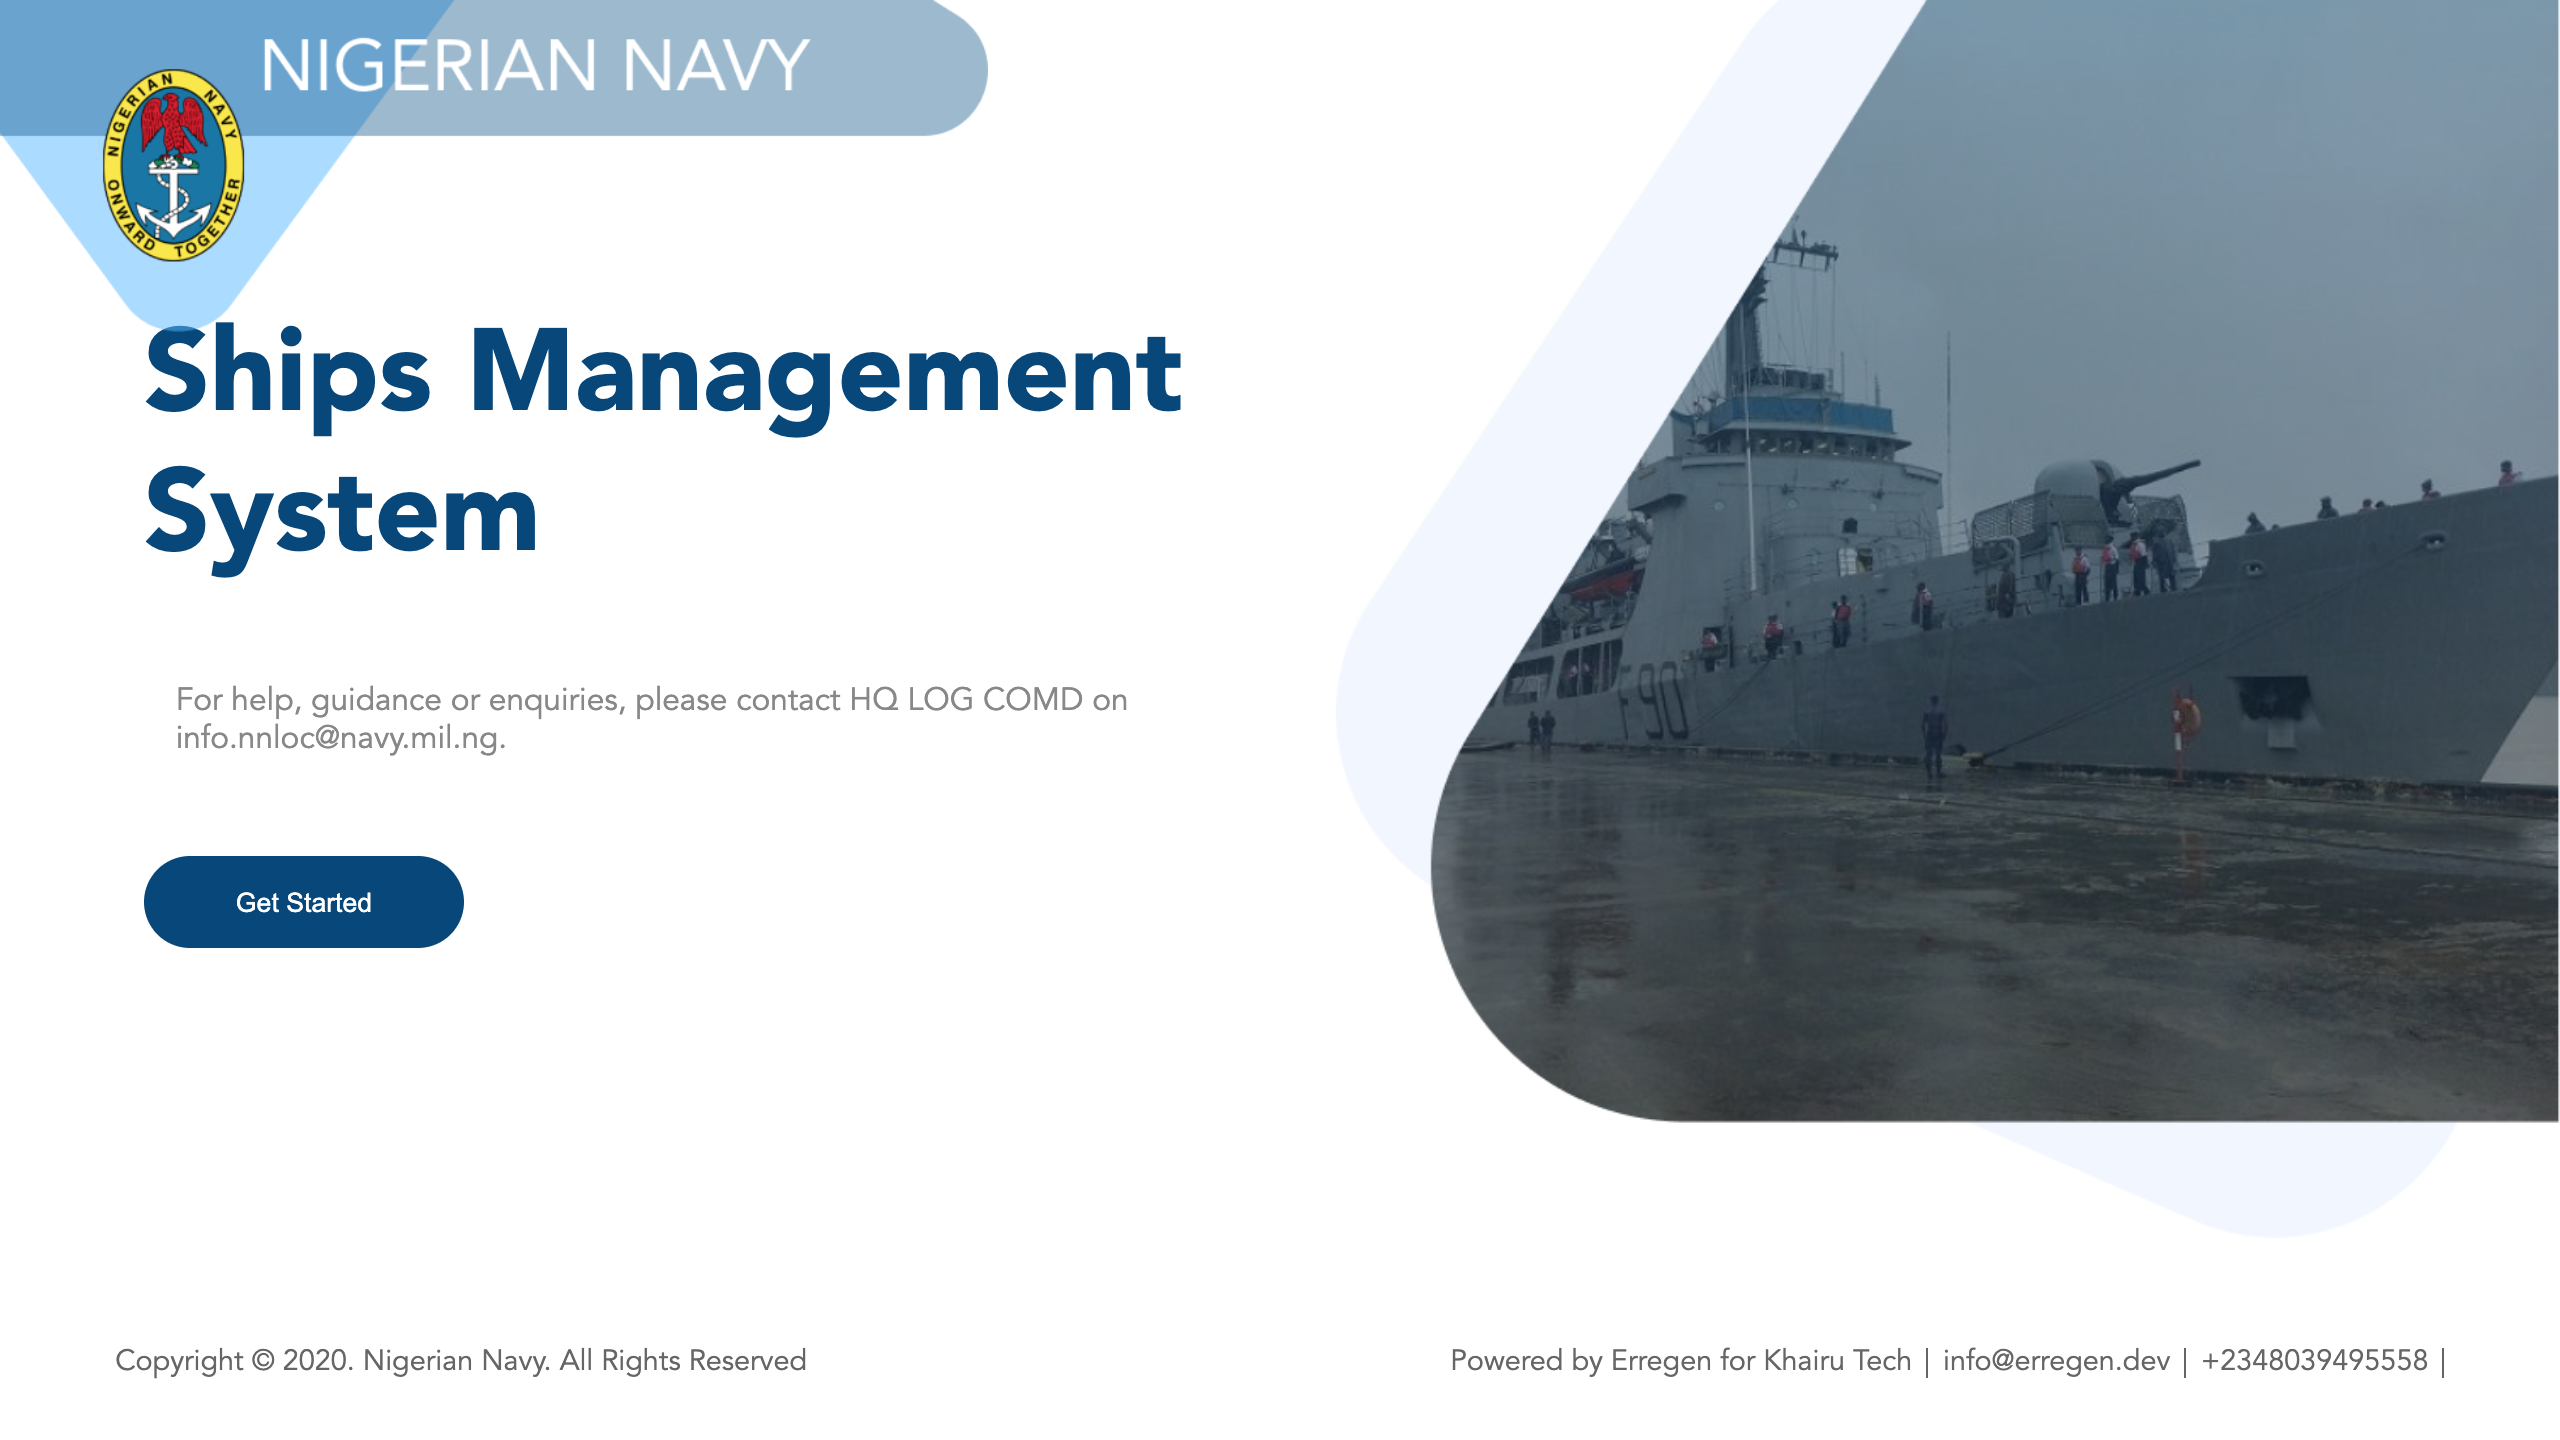 NIGERIAN NAVY
NIGERIAN NAVY
ONWARD TOGETHER
Ships Management
System
For help, guidance or enquiries, please contact HQ LOG COMD on
info.nnloc@navy.mil.ng.
Get Started
F90
Copyright © 2020. Nigerian Navy. All Rights Reserved
Powered by Erregen for Khairu Tech | info@erregen.dev | +2348039495558 |